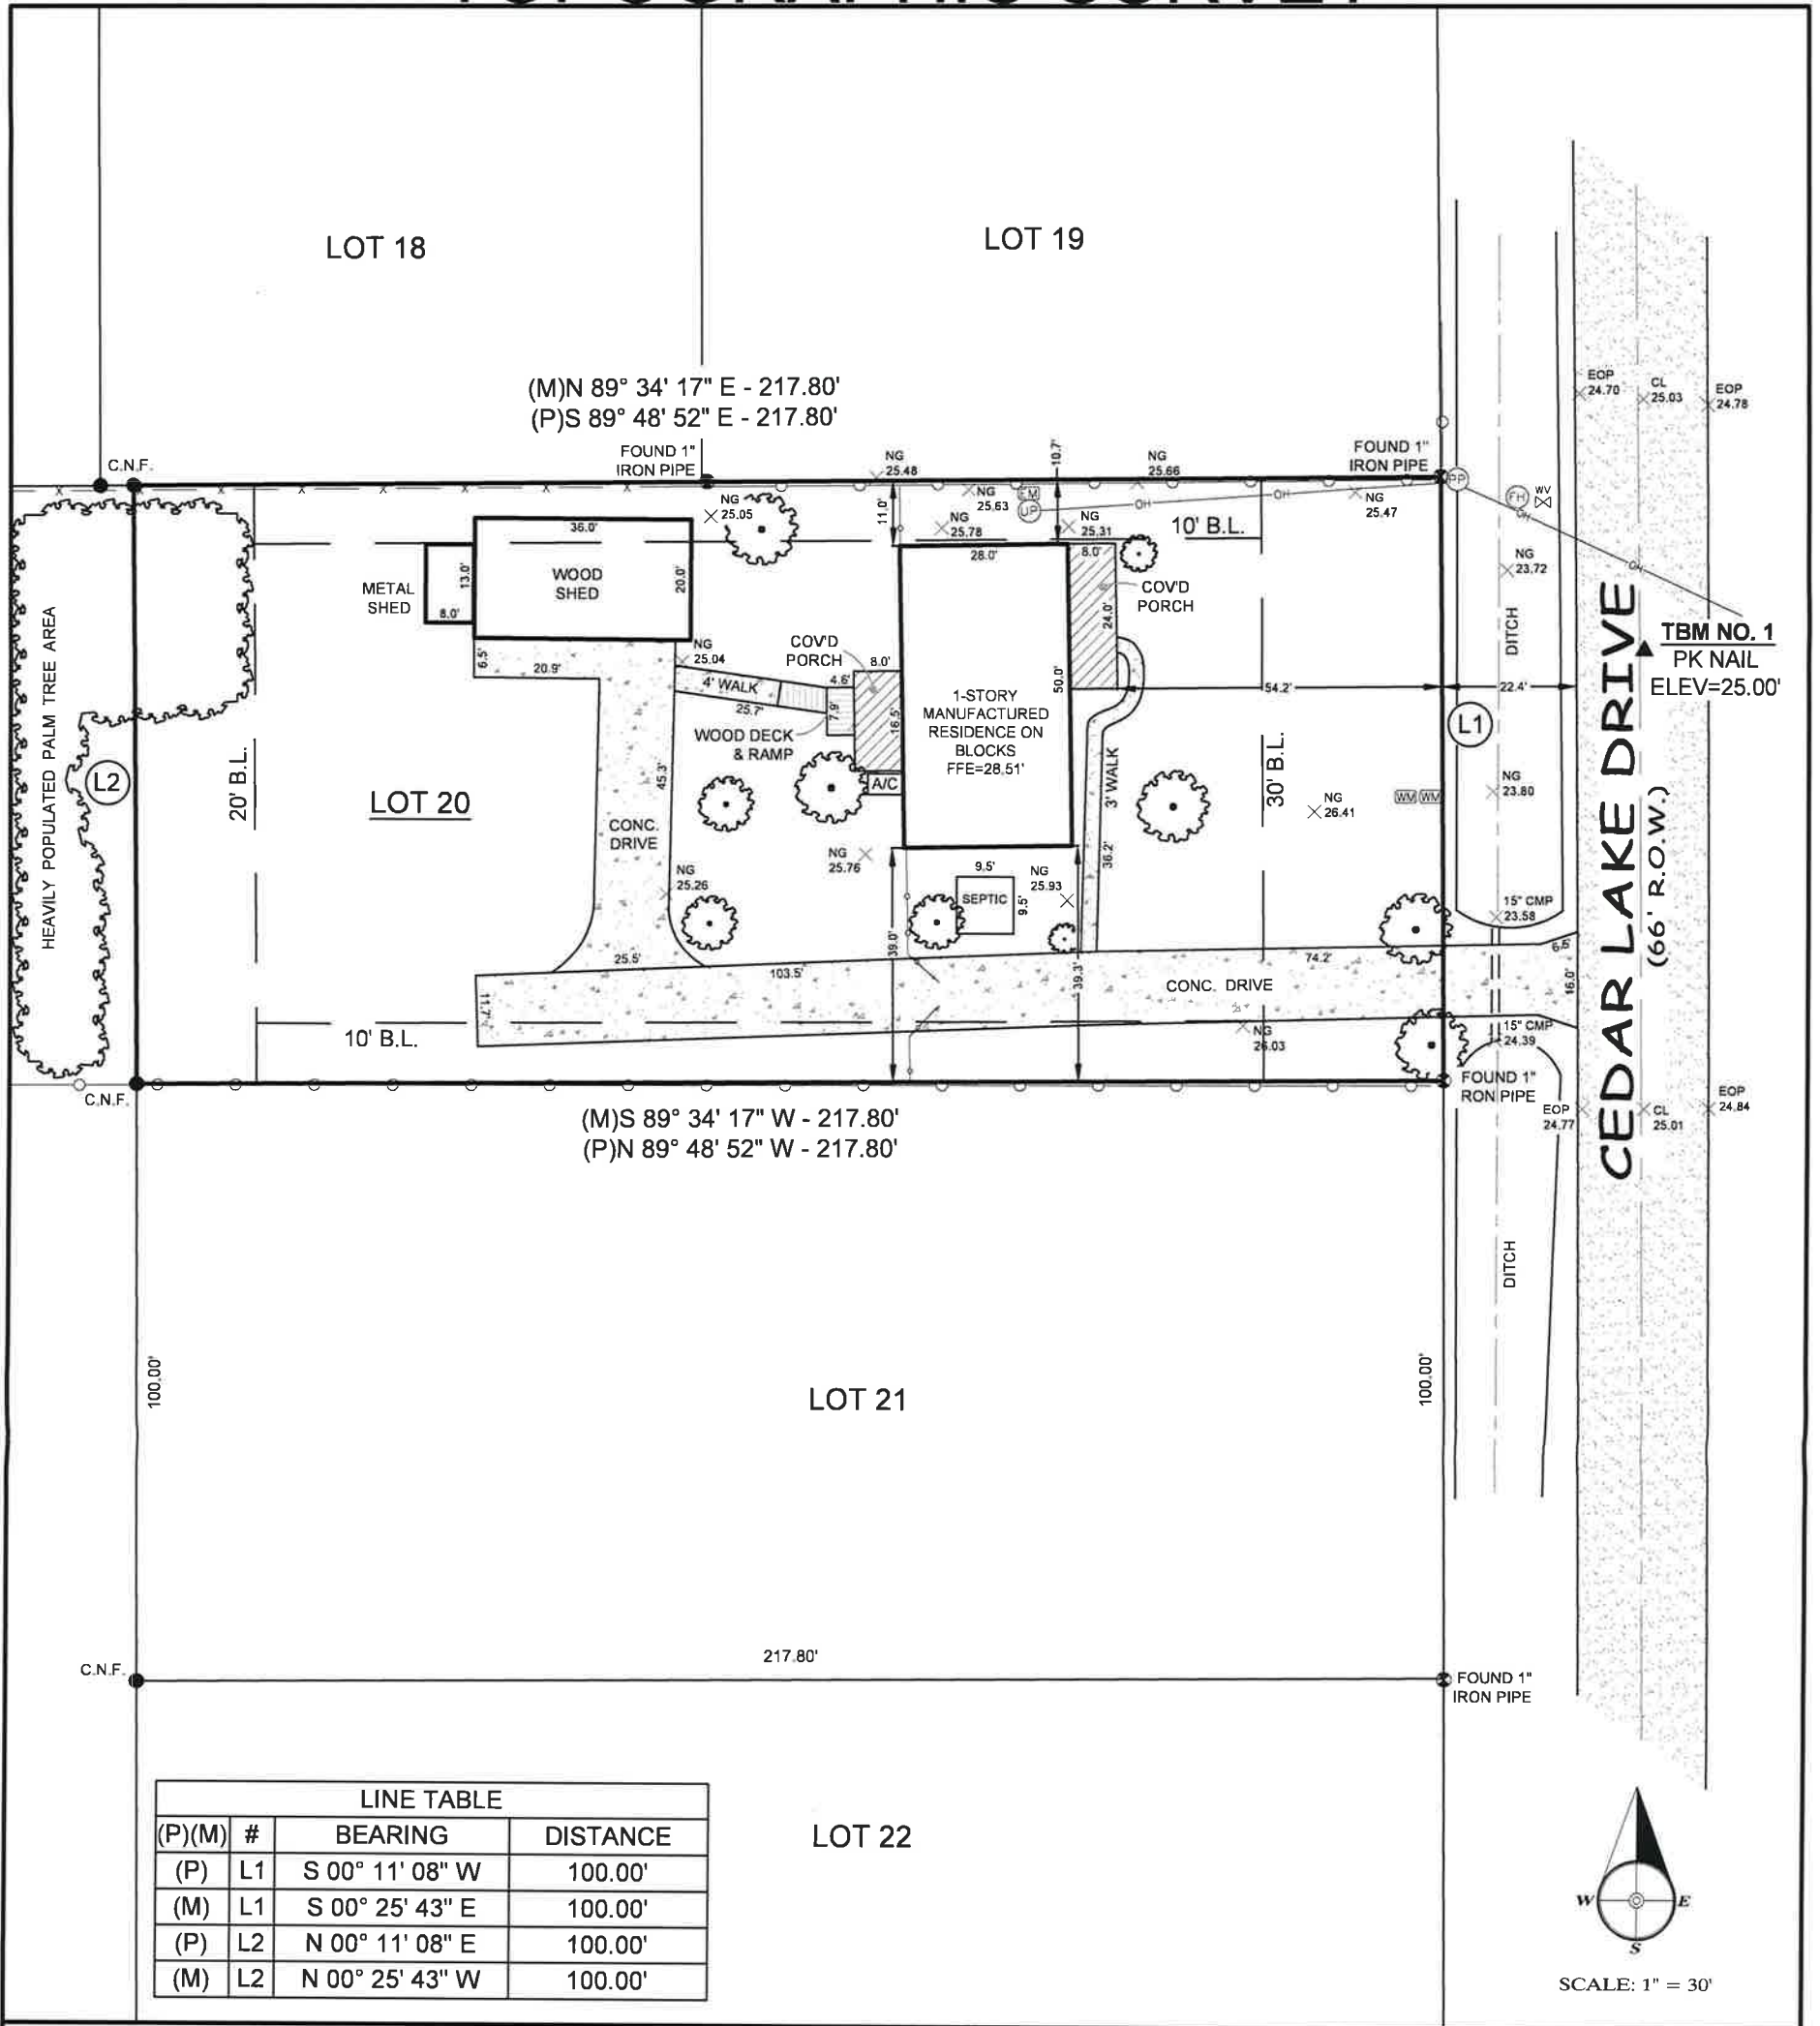 LOT 18
LOT 19
(M)N 89° 34' 17" E - 217.80'
(P)S 89° 48' 52" E - 217.80'
EOP
24.70
CL
25.03
EOP
24.78
C.N.F.
FOUND 1"
IRON PIPE
NG
25.48
10.7'
NG
25.66
FOUND 1"
IRON PIPE
X
X
X
X
X
X
X
X
NG
25.05
11.0'
NG
25.63
EM
UP
NG
25.78
NG
25.31
OH
OH
10' B.L.
NG
25.47
PP
FH
WV
OH
OH
36.0'
28.0'
8.0'
NG
23.72
METAL
SHED
13.0'
8.0'
WOOD
SHED
20.0'
COV'D
PORCH
24.0'
DITCH
HEAVILY POPULATED PALM TREE AREA
6.5'
20.9'
NG
25.04
COV'D
PORCH
8.0'
4' WALK
4.6'
25.7'
7.9'
16.5'
WOOD DECK
& RAMP
A/C
1-STORY
MANUFACTURED
RESIDENCE ON
BLOCKS
FFE=28.51'
50.0'
54.2'
22.4'
TBM NO. 1
PK NAIL
ELEV=25.00'
CEDAR LAKE DRIVE
(66' R.O.W.)
L1
L2
20' B.L.
LOT 20
45.3'
CONC.
DRIVE
3' WALK
36.2'
30' B.L.
NG
26.41
WM
WM
NG
23.80
NG
25.76
NG
25.26
9.5'
SEPTIC
9.5'
NG
25.93
15" CMP
23.58
39.0'
39.3'
25.5'
103.5'
74.2'
6.6'
16.0'
11.7'
CONC. DRIVE
10' B.L.
NG
26.03
15" CMP
24.39
C.N.F.
FOUND 1"
RON PIPE
(M)S 89° 34' 17" W - 217.80'
(P)N 89° 48' 52" W - 217.80'
EOP
24.77
CL
25.01
EOP
24.84
DITCH
100.00'
100.00'
LOT 21
217.80'
C.N.F.
FOUND 1"
IRON PIPE
LINE TABLE
(P)(M) # BEARING DISTANCE
(P) L1 S 00° 11' 08" W 100.00'
(M) L1 S 00° 25' 43" E 100.00'
(P) L2 N 00° 11' 08" E 100.00'
(M) L2 N 00° 25' 43" W 100.00'
LOT 22
W
E
S
SCALE: 1" = 30'